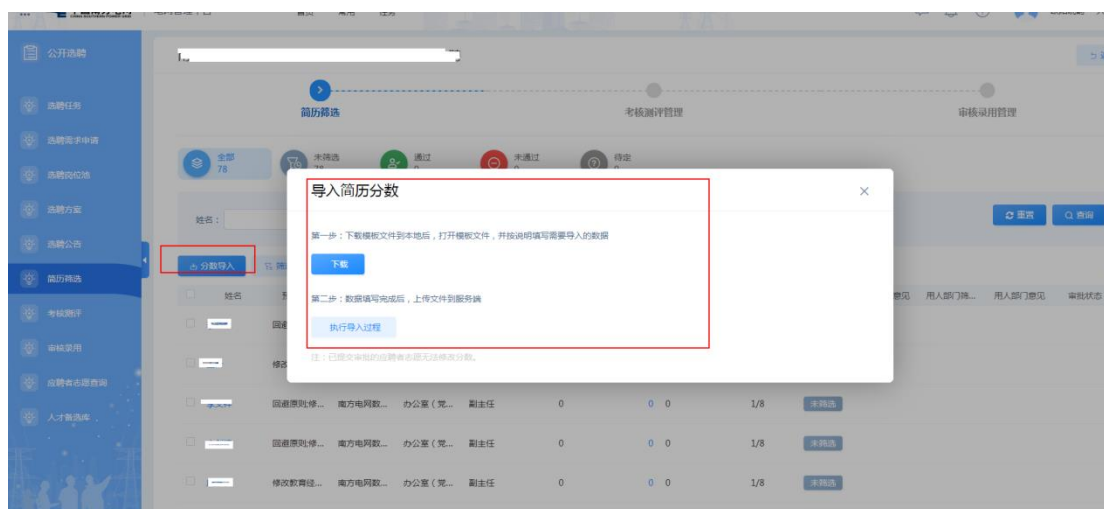 首页 常用 任务
公开选聘
简历筛选 考核测评管理 审核录用管理
选聘任务
选聘需求申请
选聘岗位池
选聘方案
选聘公告
简历筛选
考核测评
审核录用
应聘者志愿查询
人才甄选库
全部 未筛选 通过 未通过 待定
78
导入简历分数
第一步：下载模板文件到本地后，打开模板文件，并按说明填写需要导入的数据
下载
第二步：数据填写完成后，上传文件到服务端
执行导入过程
注：已提交审批的应聘者志愿无法修改分数。
姓名： 重置 查询
分数导入
姓名 用人部门筛... 用人部门意见 审批状态
回避原则;修... 南方电网数... 办公室（党... 副主任 0 0 0 1/8 未筛选
回避原则;修... 南方电网数... 办公室（党... 副主任 0 0 0 1/8 未筛选
修改教育经... 南方电网数... 办公室（党... 副主任 0 0 0 1/8 未筛选